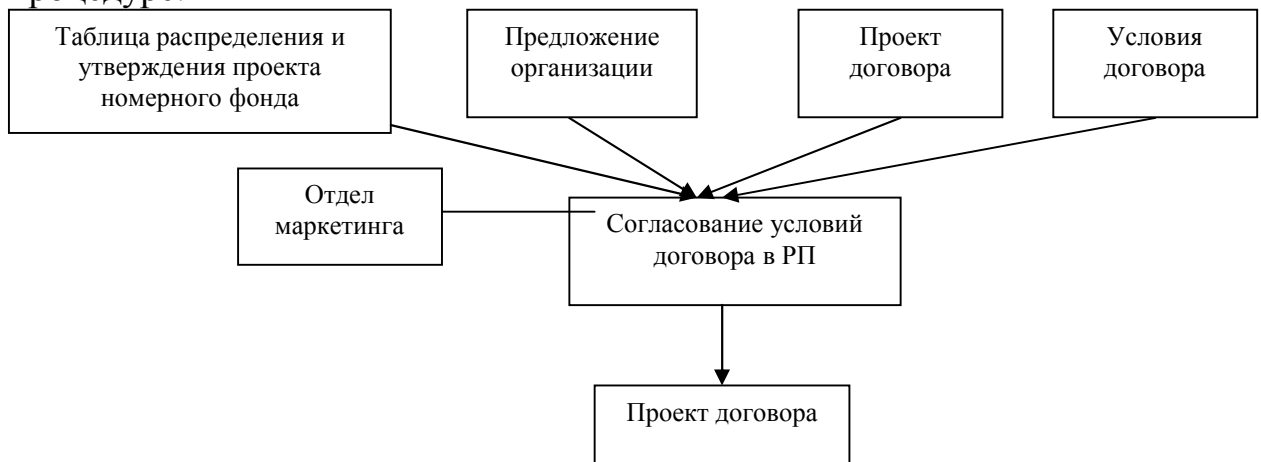 процедуре.
Таблица распределения и
утверждения проекта
номерного фонда
Предложение
организации
Проект
договора
Условия
договора
Отдел
маркетинга
Согласование условий
договора в РП
Проект договора